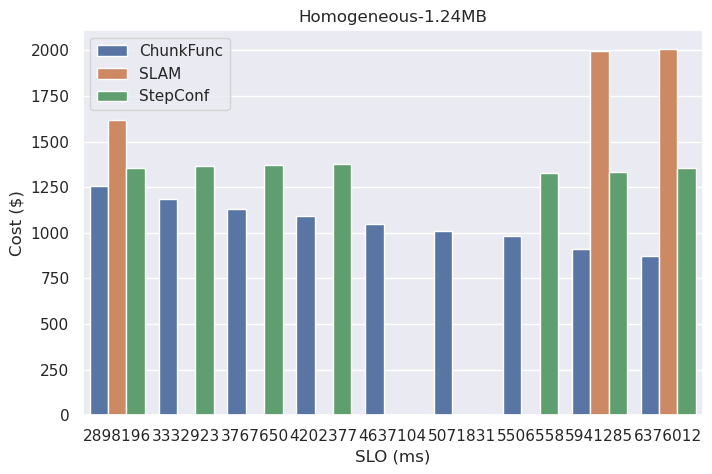 Homogeneous-1.24MB
ChunkFunc
SLAM
StepConf
Cost ($)
2000
1750
1500
1250
1000
750
500
250
0
2898196 3332923 3767650 4202377 4637104 5071831 5506558 5941285 6376012
SLO (ms)